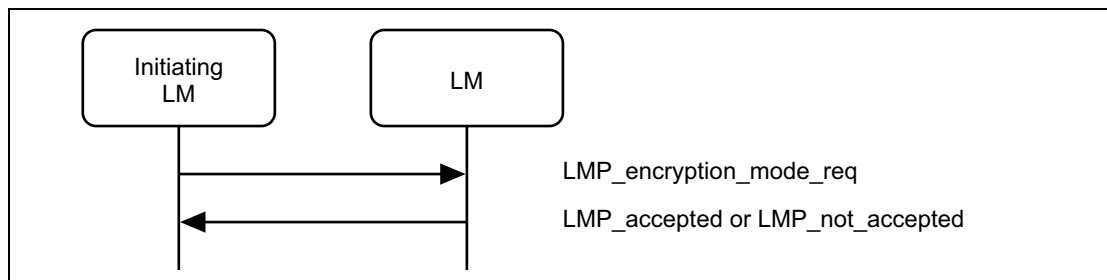 Initiating
LM
LM
LMP_encryption_mode_req
LMP_accepted or LMP_not_accepted